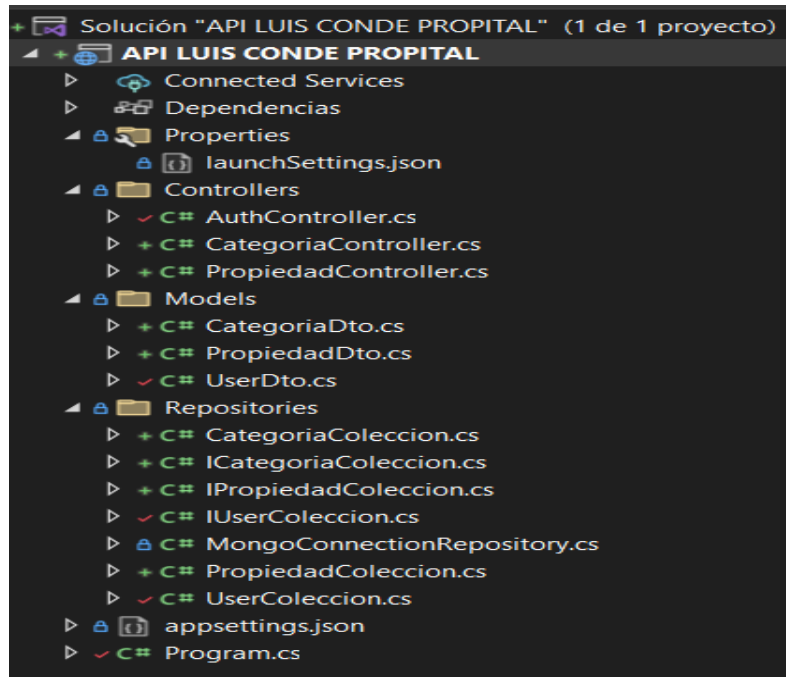 Solución "API LUIS CONDE PROPITAL" (1 de 1 proyecto)
API LUIS CONDE PROPITAL
Connected Services
Dependencias
Properties
launchSettings.json
Controllers
C# AuthController.cs
C# CategoriaController.cs
C# PropiedadController.cs
Models
C# CategoriaDto.cs
C# PropiedadDto.cs
C# UserDto.cs
Repositories
C# CategoriaColeccion.cs
C# ICategoriaColeccion.cs
C# IPropiedadColeccion.cs
C# IUserColeccion.cs
C# MongoConnectionRepository.cs
C# PropiedadColeccion.cs
C# UserColeccion.cs
appsettings.json
C# Program.cs